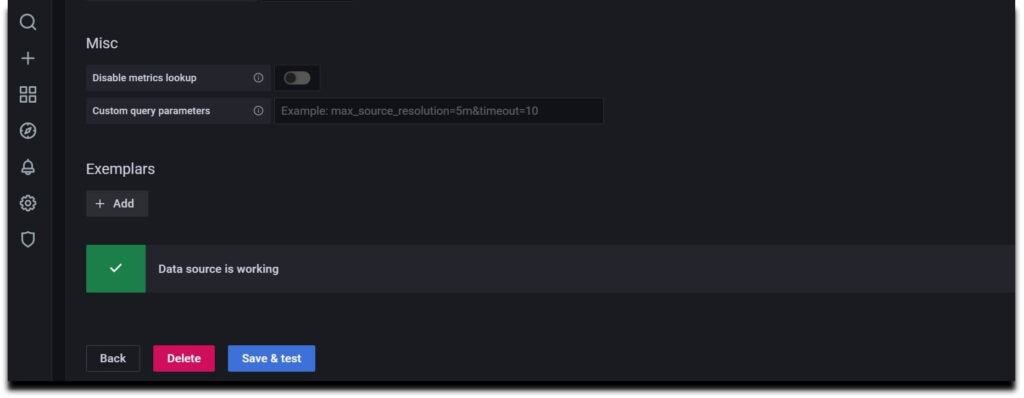 Misc
Disable metrics lookup
Custom query parameters Example: max_source_resolution=5m&timeout=10
Exemplars
+ Add
Data source is working
Back Delete Save & test